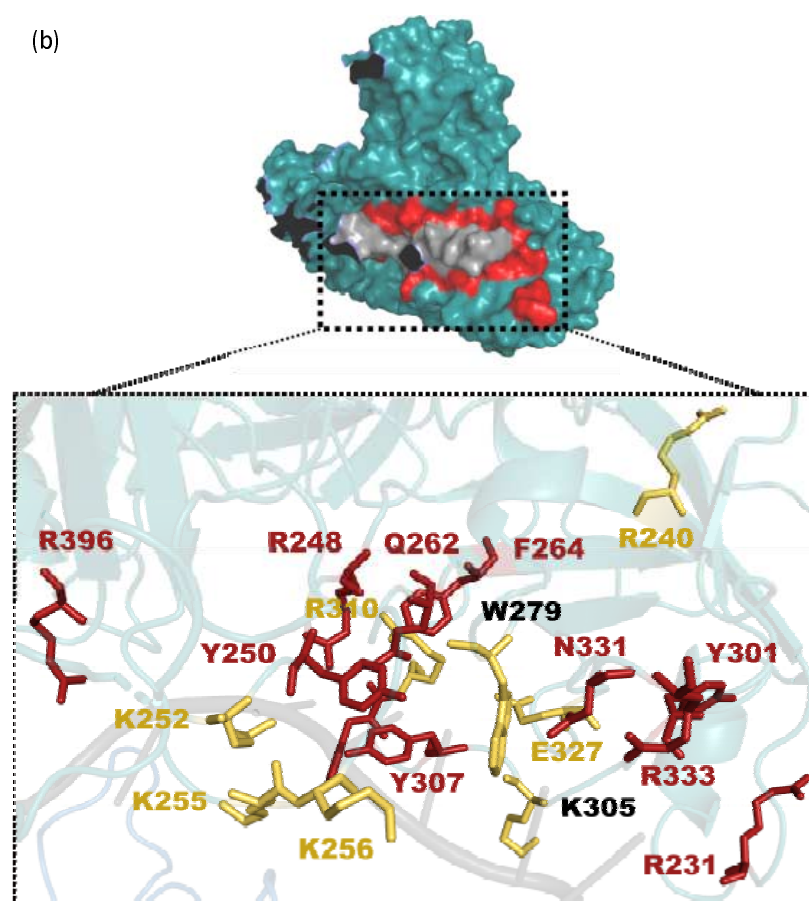 (b)
R240
R396
R248
Q262
F264
R310
W279
Y250
N331
Y301
K252
E327
Y307
R333
K255
K305
K256
R231